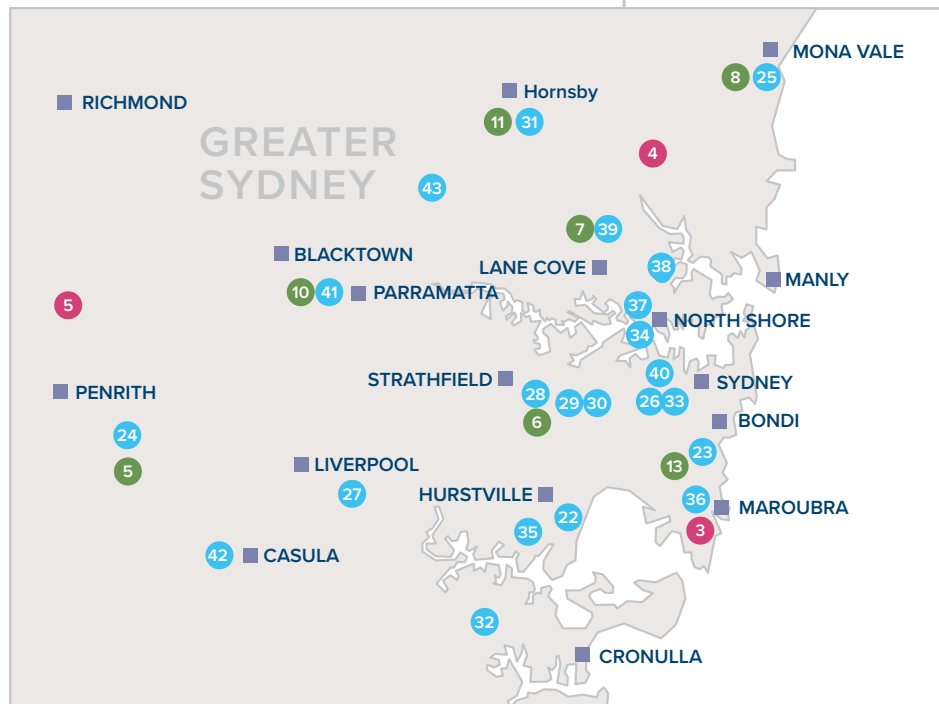 MONA VALE
8 25
RICHMOND
Hornsby
11 31
GREATER
SYDNEY
4
43
7 39
BLACKTOWN
LANE COVE
38
MANLY
10 41
PARRAMATTA
5
37
NORTH SHORE
34
STRATHFIELD
40
SYDNEY
PENRITH
28
29 30
26 33
6
BONDI
24
23
LIVERPOOL
13
5
27
HURSTVILLE
36
MAROUBRA
22
35
3
42
CASULA
32
CRONULLA